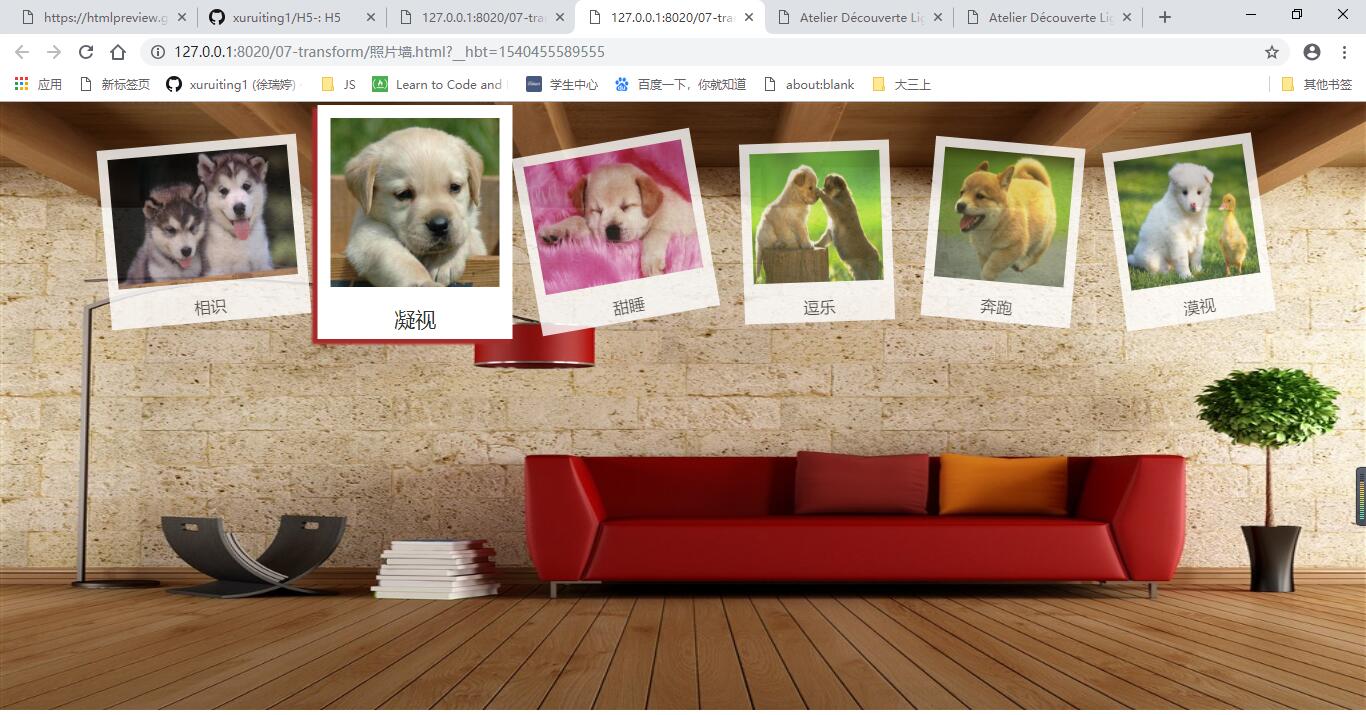 https://htmlpreview.g
xuruiting1/H5-: H5
127.0.0.1:8020/07-tra
127.0.0.1:8020/07-tra
Atelier Découverte Lig
Atelier Découverte Lig
127.0.0.1:8020/07-transform/照片墙.html?__hbt=1540455589555
应用
新标签页
xuruiting1 (徐瑞婷)
JS
Learn to Code and
学生中心
百度一下，你就知道
about:blank
大三上
其他书签
相识
凝视
甜睡
逗乐
奔跑
漠视